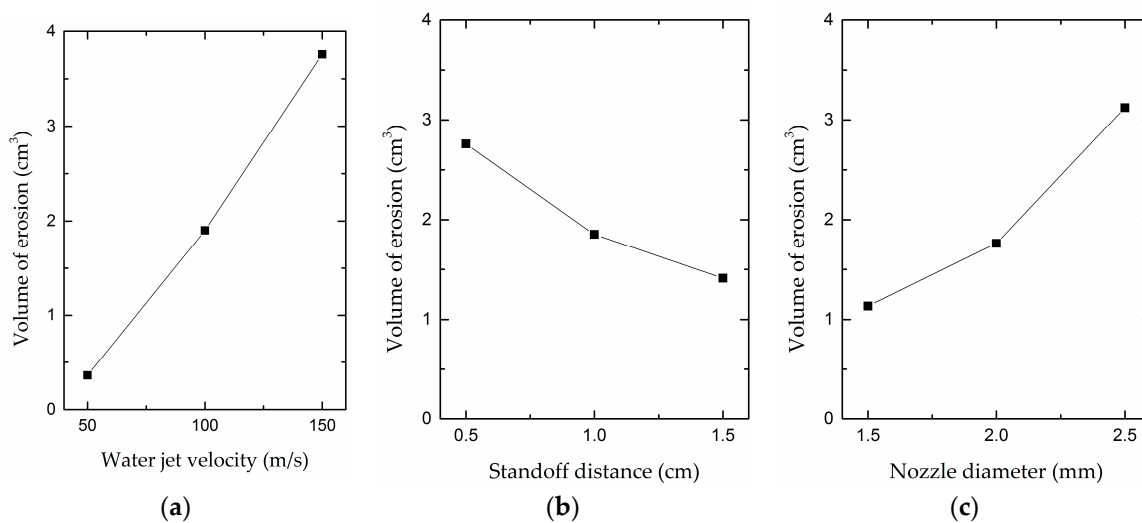 4
3
2
1
0
Volume of erosion (cm³)
50
100
150
Water jet velocity (m/s)
(a)
4
3
2
1
0
Volume of erosion (cm³)
0.5
1.0
1.5
Standoff distance (cm)
(b)
4
3
2
1
0
Volume of erosion (cm³)
1.5
2.0
2.5
Nozzle diameter (mm)
(c)